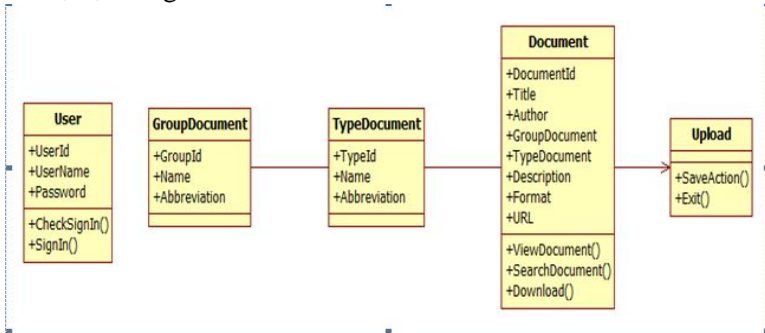 User
+UserId
+UserName
+Password
+CheckSignIn()
+SignIn()
GroupDocument
+GroupId
+Name
+Abbreviation
TypeDocument
+TypeId
+Name
+Abbreviation
Document
+DocumentId
+Title
+Author
+GroupDocument
+TypeDocument
+Description
+Format
+URL
+ViewDocument()
+SearchDocument()
+Download()
Upload
+SaveAction()
+Exit()